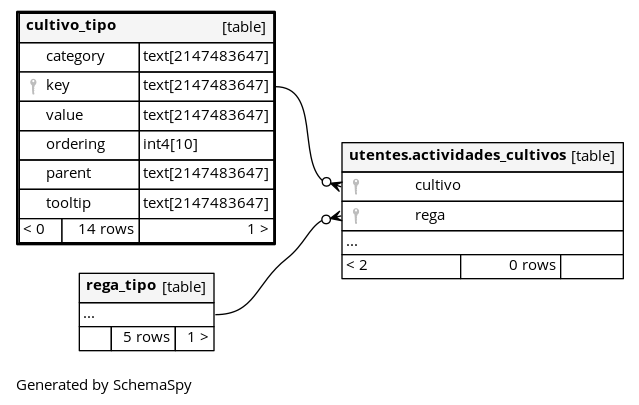 cultivo_tipo [table]
category text[2147483647]
key text[2147483647]
value text[2147483647]
ordering int4[10]
parent text[2147483647]
tooltip text[2147483647]
< 0 14 rows 1 >
utentes.actividades_cultivos [table]
cultivo
rega
...
< 2 0 rows
rega_tipo [table]
...
5 rows 1 >
Generated by SchemaSpy